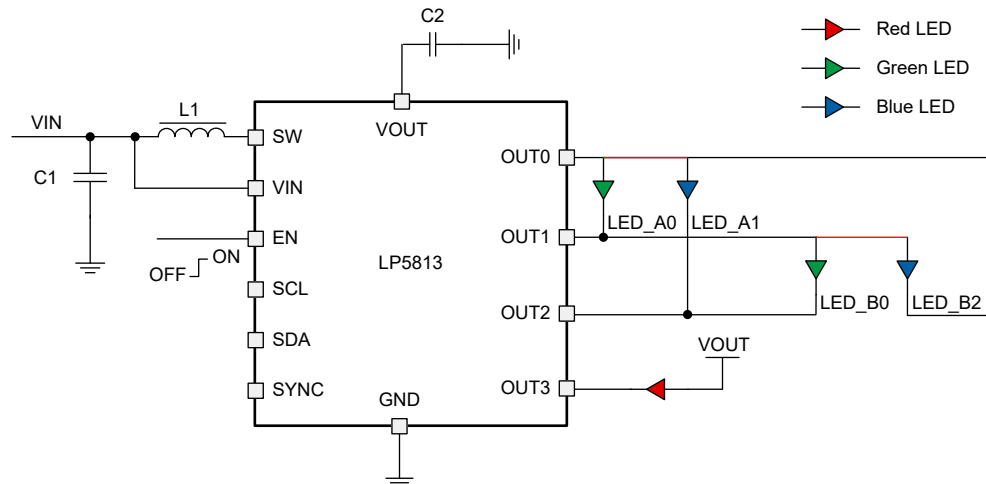 C2
Red LED
Green LED
Blue LED
VIN
L1
C1
SW
VOUT
OUT0
VIN
LED_A0
LED_A1
EN
OUT1
OFF
ON
LP5813
SCL
LED_B0
LED_B2
OUT2
SDA
VOUT
SYNC
GND
OUT3